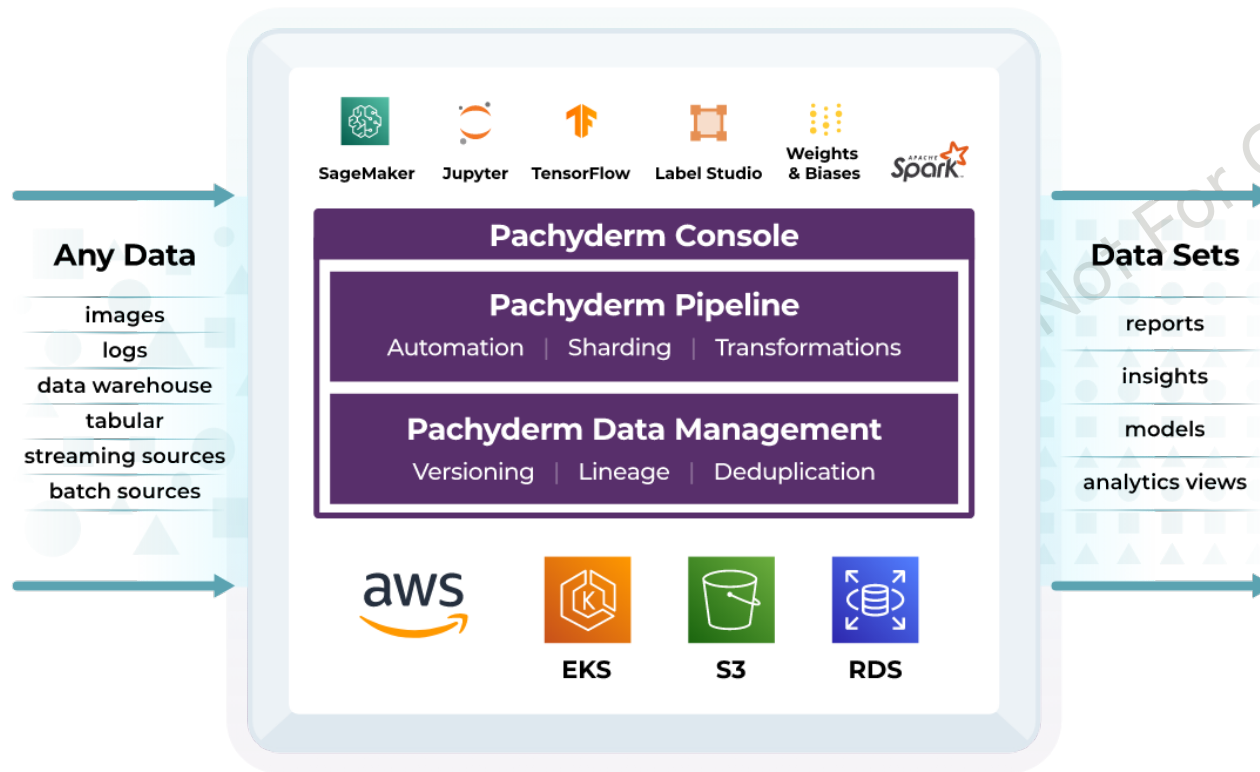 SageMaker
Jupyter
TensorFlow
Label Studio
Weights
& Biases
APACHE
Spark
Pachyderm Console
Pachyderm Pipeline
Automation | Sharding | Transformations
Pachyderm Data Management
Versioning | Lineage | Deduplication
aws
EKS
S3
RDS
Any Data
images
logs
data warehouse
tabular
streaming sources
batch sources
Data Sets
reports
insights
models
analytics views
Not For